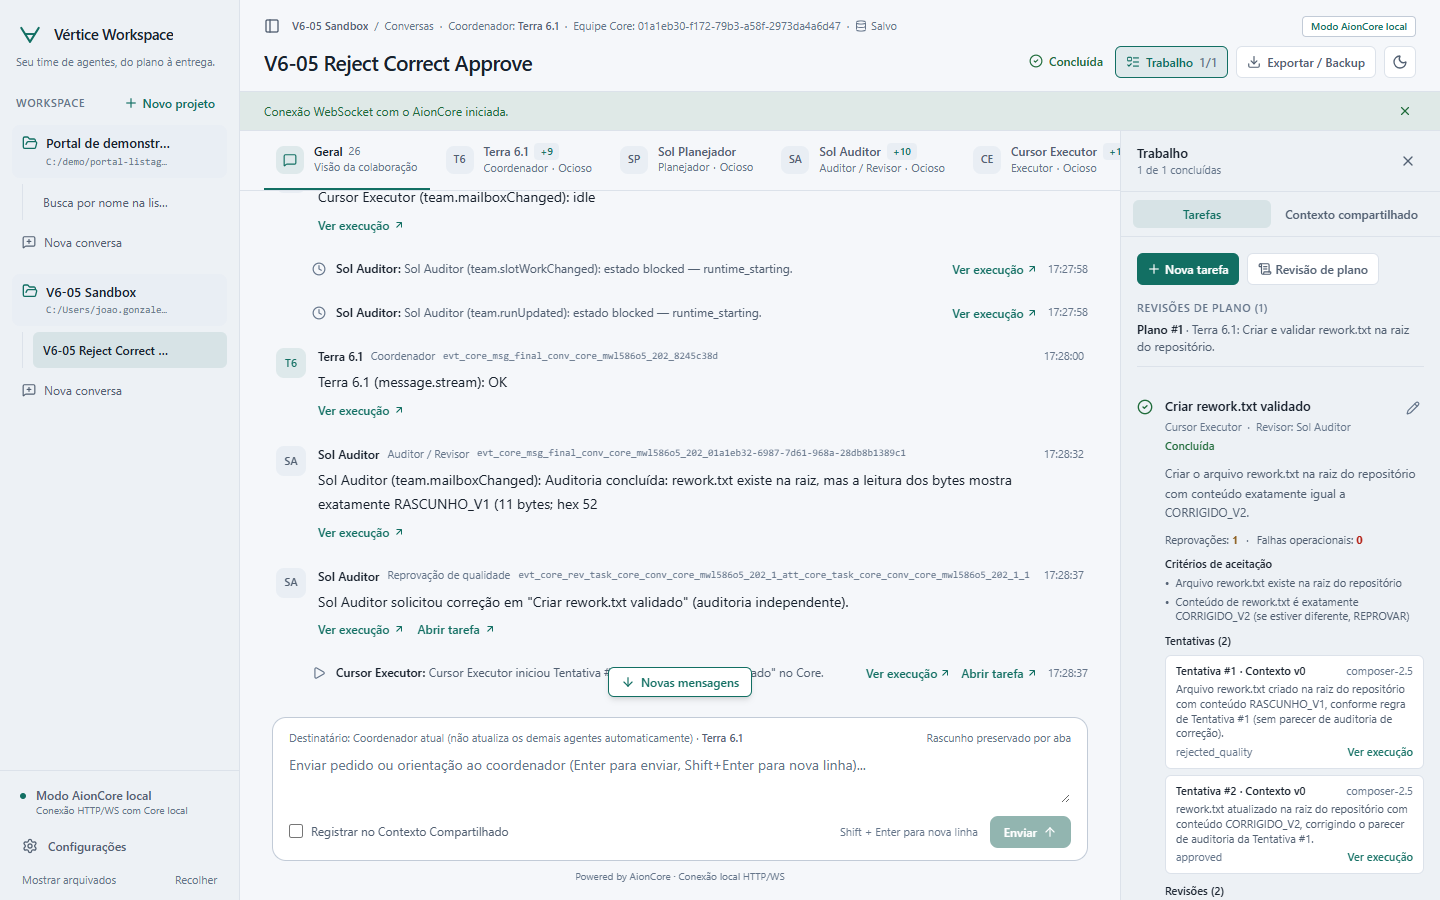 Vértice Workspace
Seu time de agentes, do plano à entrega.
WORKSPACE
Novo projeto
Portal de demonstr...
C:/demo/portal-listag…
Busca por nome na lis...
Nova conversa
V6-05 Sandbox
C:/Users/joao.gonzale…
V6-05 Reject Correct ...
Nova conversa
Modo AionCore local
Conexão HTTP/WS com Core local
Configurações
Mostrar arquivados
Recolher
V6-05 Sandbox / Conversas · Coordenador: Terra 6.1 · Equipe Core: 01a1eb30-f172-79b3-a58f-2973da4a6d47 · Salvo
Modo AionCore local
V6-05 Reject Correct Approve
Concluída
Trabalho 1/1
Exportar / Backup
Conexão WebSocket com o AionCore iniciada.
Geral 26
Visão da colaboração
T6
Terra 6.1 +9
Coordenador · Ocioso
SP
Sol Planejador
Planejador · Ocioso
SA
Sol Auditor +10
Auditor / Revisor · Ocioso
CE
Cursor Executor +1
Executor · Ocioso
Cursor Executor (team.mailboxChanged): idle
Ver execução
Sol Auditor: Sol Auditor (team.slotWorkChanged): estado blocked — runtime_starting.
Ver execução 17:27:58
Sol Auditor: Sol Auditor (team.runUpdated): estado blocked — runtime_starting.
Ver execução 17:27:58
T6
Terra 6.1 Coordenador evt_core_msg_final_conv_core_mwl586o5_202_8245c38d 17:28:00
Terra 6.1 (message.stream): OK
Ver execução
SA
Sol Auditor Auditor / Revisor evt_core_msg_final_conv_core_mwl586o5_202_01a1eb32-6987-7d61-968a-28db8b1389c1 17:28:32
Sol Auditor (team.mailboxChanged): Auditoria concluída: rework.txt existe na raiz, mas a leitura dos bytes mostra
exatamente RASCUNHO_V1 (11 bytes; hex 52
Ver execução
SA
Sol Auditor Reprovação de qualidade evt_core_rev_task_core_conv_core_mwl586o5_202_1_att_core_task_core_conv_core_mwl586o5_202_1_1 17:28:37
Sol Auditor solicitou correção em "Criar rework.txt validado" (auditoria independente).
Ver execução Abrir tarefa
Cursor Executor: Cursor Executor iniciou Tentativa # ado" no Core.
Ver execução Abrir tarefa 17:28:37
Novas mensagens
Destinatário: Coordenador atual (não atualiza os demais agentes automaticamente) · Terra 6.1
Rascunho preservado por aba
Enviar pedido ou orientação ao coordenador (Enter para enviar, Shift+Enter para nova linha)...
Registrar no Contexto Compartilhado
Shift + Enter para nova linha
Enviar
Powered by AionCore · Conexão local HTTP/WS
Trabalho
1 de 1 concluídas
Tarefas
Contexto compartilhado
Nova tarefa
Revisão de plano
REVISÕES DE PLANO (1)
Plano #1 · Terra 6.1: Criar e validar rework.txt na raiz
do repositório.
Criar rework.txt validado
Cursor Executor · Revisor: Sol Auditor
Concluída
Criar o arquivo rework.txt na raiz do repositório
com conteúdo exatamente igual a
CORRIGIDO_V2.
Reprovações: 1 · Falhas operacionais: 0
Critérios de aceitação
• Arquivo rework.txt existe na raiz do repositório
• Conteúdo de rework.txt é exatamente
CORRIGIDO_V2 (se estiver diferente, REPROVAR)
Tentativas (2)
Tentativa #1 · Contexto v0 composer-2.5
Arquivo rework.txt criado na raiz do repositório
com conteúdo RASCUNHO_V1, conforme regra
de Tentativa #1 (sem parecer de auditoria de
correção).
rejected_quality Ver execução
Tentativa #2 · Contexto v0 composer-2.5
rework.txt atualizado na raiz do repositório com
conteúdo CORRIGIDO_V2, corrigindo o parecer
de auditoria da Tentativa #1.
approved Ver execução
Revisões (2)